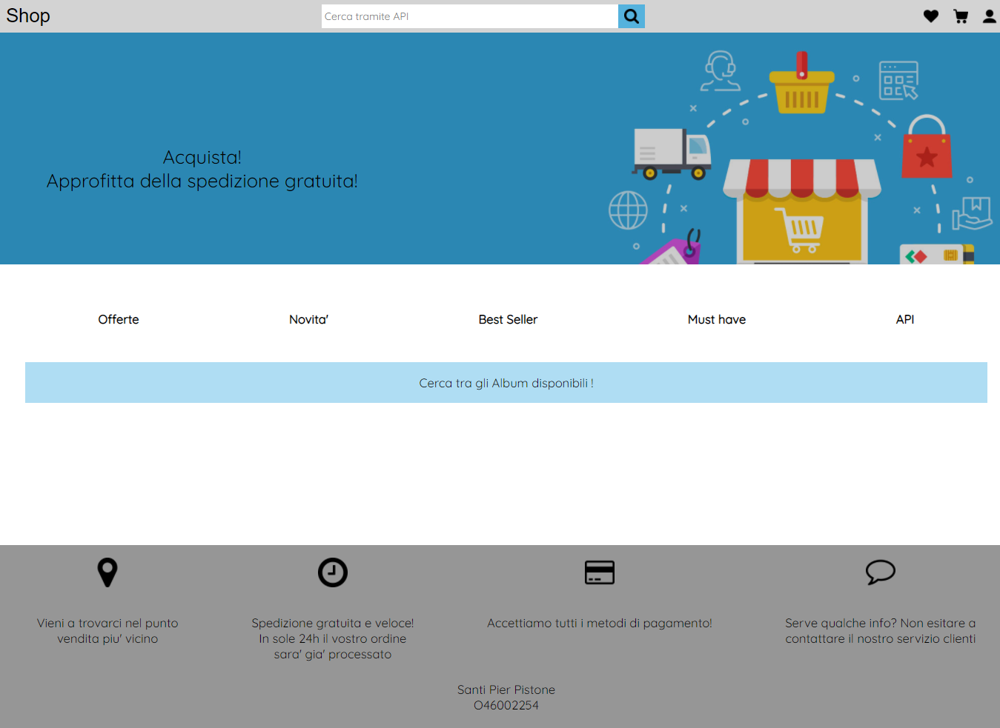 Shop
Cerca tramite API
Acquista!
Approfitta della spedizione gratuita!
Offerte
Novita'
Best Seller
Must have
API
Cerca tra gli Album disponibili !
Vieni a trovarci nel punto
vendita piu' vicino
Spedizione gratuita e veloce!
In sole 24h il vostro ordine
sara' gia' processato
Accettiamo tutti i metodi di pagamento!
Serve qualche info? Non esitare a
contattare il nostro servizio clienti
Santi Pier Pistone
O46002254